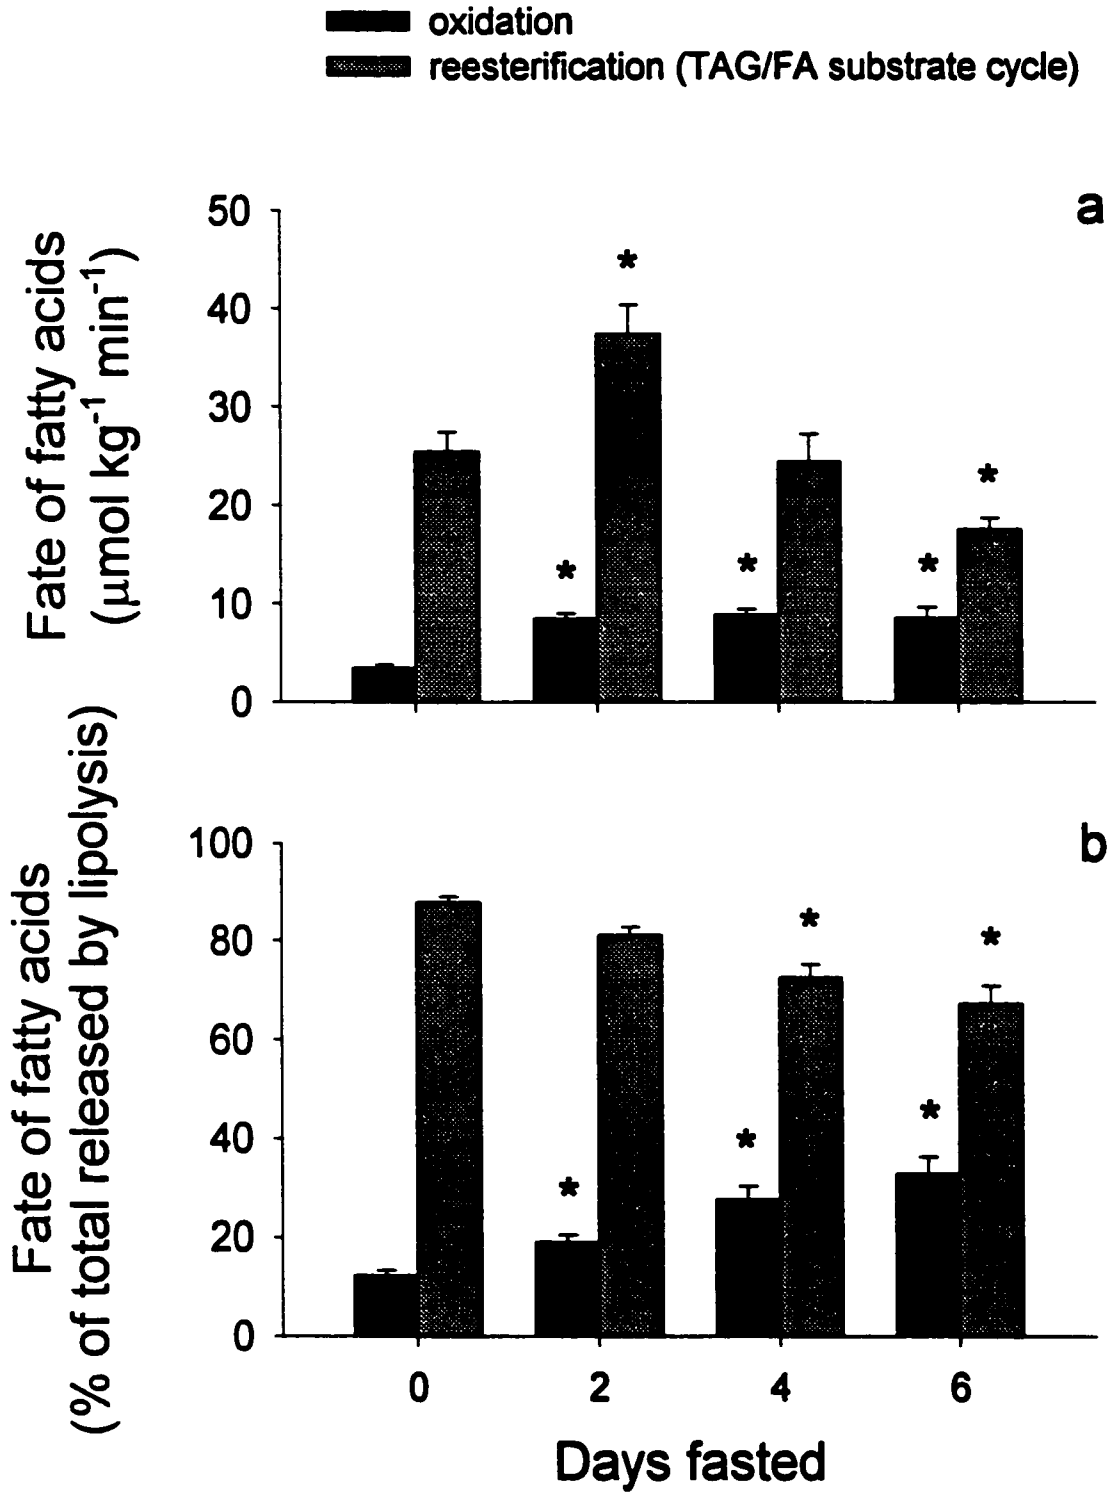 oxidation
reesterification (TAG/FA substrate cycle)
a
Fate of fatty acids
(μmol kg⁻¹ min⁻¹)
50
40
30
20
10
0
*
*
*
*
*
b
Fate of fatty acids
(% of total released by lipolysis)
100
80
60
40
20
0
*
*
*
*
*
0 2 4 6
Days fasted